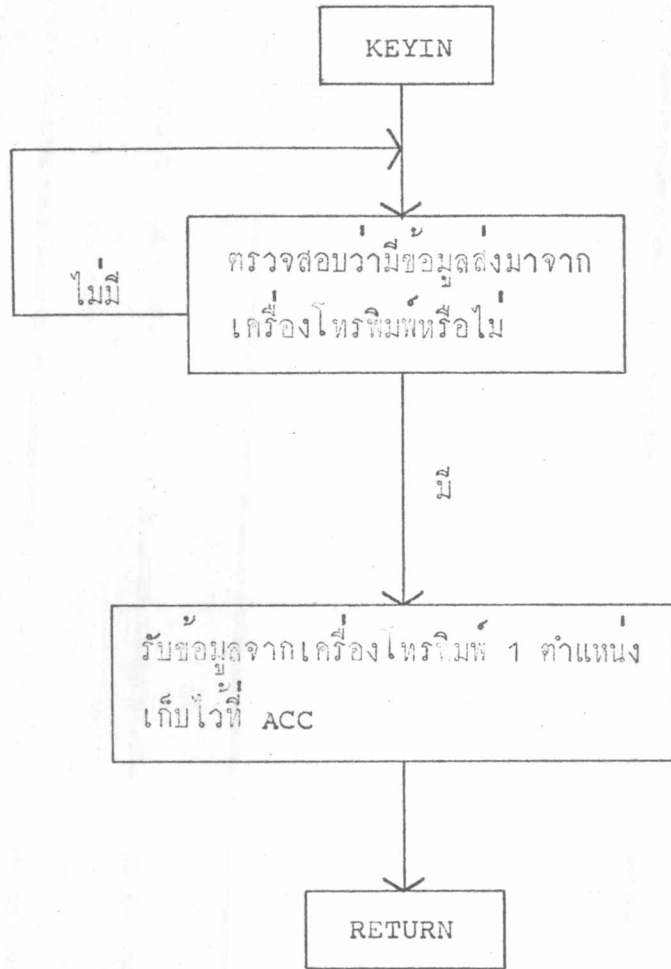 KEYIN
ตรวจสอบว่ามีข้อมูลส่งมาจาก
ไม่มี
เครื่องโทรพิมพ์หรือไม่
มี
รับข้อมูลจากเครื่องโทรพิมพ์ 1 ตำแหน่ง
เก็บไว้ที่ ACC
RETURN